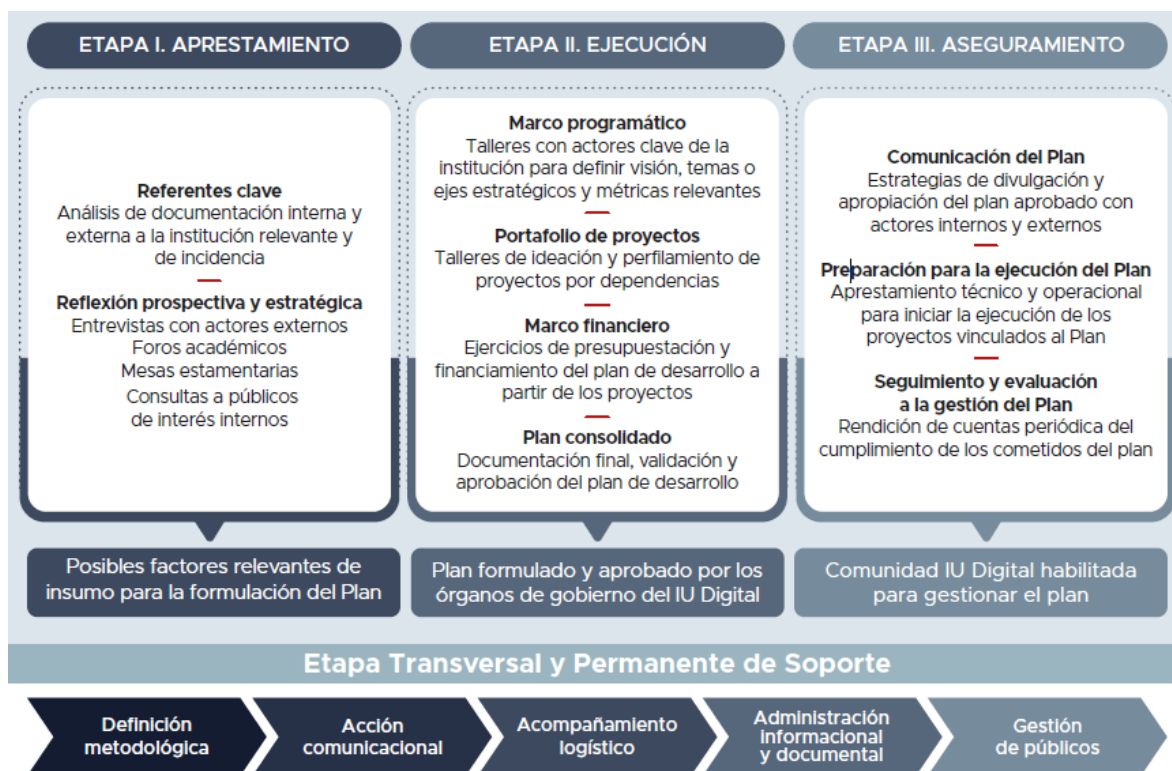 ETAPA I. APRESTAMIENTO
Referentes clave
Análisis de documentación interna y
externa a la institución relevante y
de incidencia
Reflexión prospectiva y estratégica
Entrevistas con actores externos
Foros académicos
Mesas estamentarias
Consultas a públicos
de interés internos
Posibles factores relevantes de
insumo para la formulación del Plan
ETAPA II. EJECUCIÓN
Marco programático
Talleres con actores clave de la
institución para definir visión, temas o
ejes estratégicos y métricas relevantes
Portafolio de proyectos
Talleres de ideación y perfilamiento de
proyectos por dependencias
Marco financiero
Ejercicios de presupuestación y
financiamiento del plan de desarrollo a
partir de los proyectos
Plan consolidado
Documentación final, validación y
aprobación del plan de desarrollo
Plan formulado y aprobado por los
órganos de gobierno del IU Digital
ETAPA III. ASEGURAMIENTO
Comunicación del Plan
Estrategias de divulgación y
apropiación del plan aprobado con
actores internos y externos
Preparación para la ejecución del Plan
Aprestamiento técnico y operacional
para iniciar la ejecución de los
proyectos vinculados al Plan
Seguimiento y evaluación
a la gestión del Plan
Rendición de cuentas periódica del
cumplimiento de los cometidos del plan
Comunidad IU Digital habilitada
para gestionar el plan
Etapa Transversal y Permanente de Soporte
Definición
metodológica
Acción
comunicacional
Acompañamiento
logístico
Administración
informacional
y documental
Gestión
de públicos